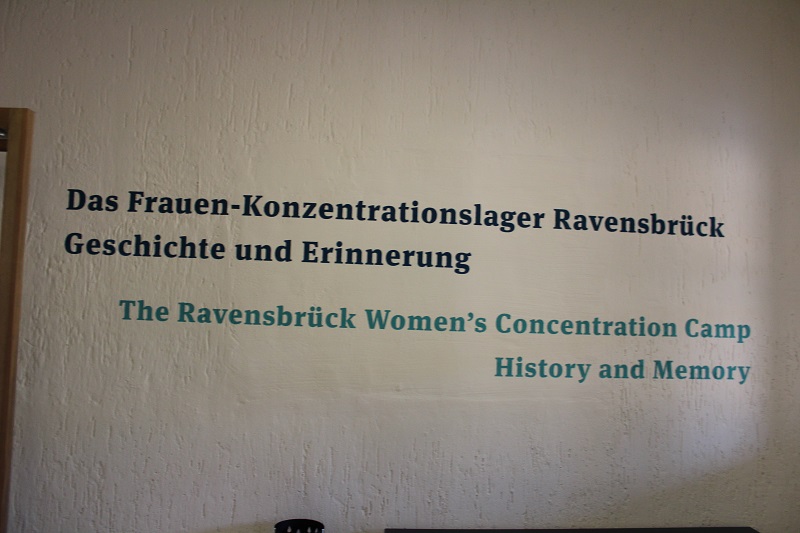 Das Frauen-Konzentrationslager Ravensbrück
Geschichte und Erinnerung
The Ravensbrück Women’s Concentration Camp
History and Memory